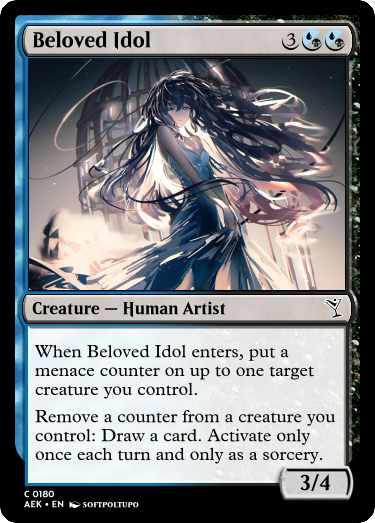 Beloved Idol 3
Creature — Human Artist
When Beloved Idol enters, put a
menace counter on up to one target
creature you control.
Remove a counter from a creature you
control: Draw a card. Activate only
once each turn and only as a sorcery.
3/4
C 0180
AEK • EN SOFTPOLTUPO